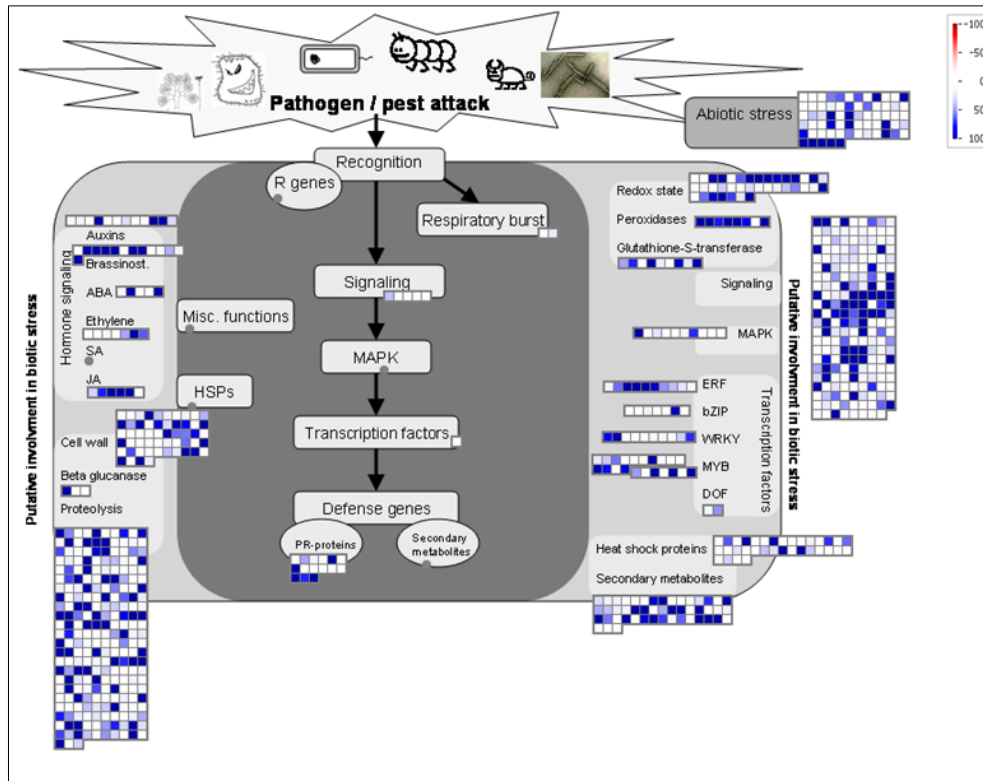 Pathogen / pest attack
-100
-50
0
50
100
Abiotic stress
Recognition
R genes
Respiratory burst
Redox state
Peroxidases
Glutathione-S-transferase
Auxins
Brassinost.
ABA
Ethylene
SA
JA
Hormone signaling
Signaling
Signaling
Misc. functions
MAPK
MAPK
HSPs
ERF
bZIP
WRKY
MYB
DOF
Transcription factors
Putative involvment in biotic stress
Putative involvment in biotic stress
Cell wall
Beta glucanase
Proteolysis
Transcription factors
Defense genes
PR-proteins
Secondary
metabolites
Heat shock proteins
Secondary metabolites